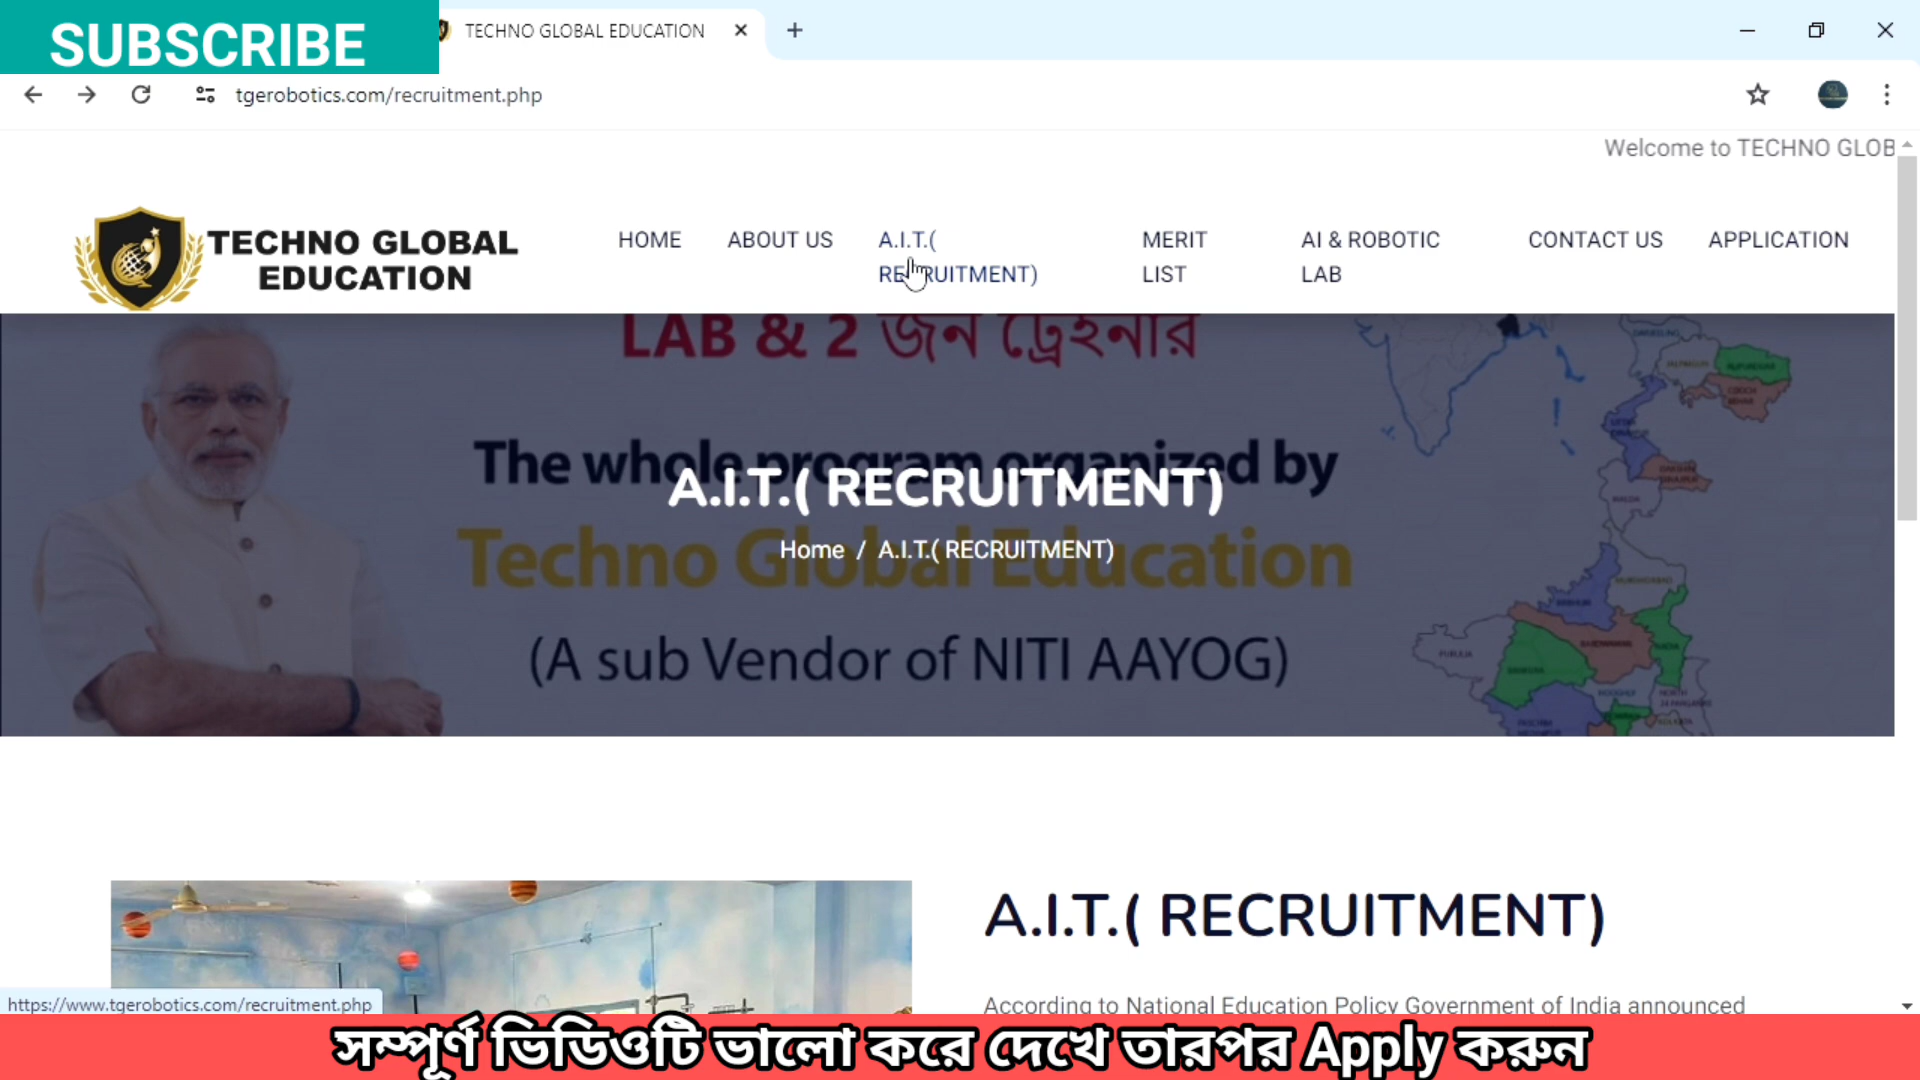 SUBSCRIBE
TECHNO GLOBAL EDUCATION
tgerobotics.com/recruitment.php
Welcome to TECHNO GLOB
TECHNO GLOBAL
EDUCATION
HOME
ABOUT US
A.I.T.(
RECRUITMENT)
MERIT
LIST
AI & ROBOTIC
LAB
CONTACT US
APPLICATION
LAB & 2 জন ট্রেইনার
The whole program organized by
A.I.T.( RECRUITMENT)
Techno Global Education
Home / A.I.T.( RECRUITMENT)
(A sub Vendor of NITI AAYOG)
A.I.T.( RECRUITMENT)
According to National Education Policy Government of India announced
https://www.tgerobotics.com/recruitment.php
সম্পূর্ণ ভিডিওটি ভালো করে দেখে তারপর Apply করুন